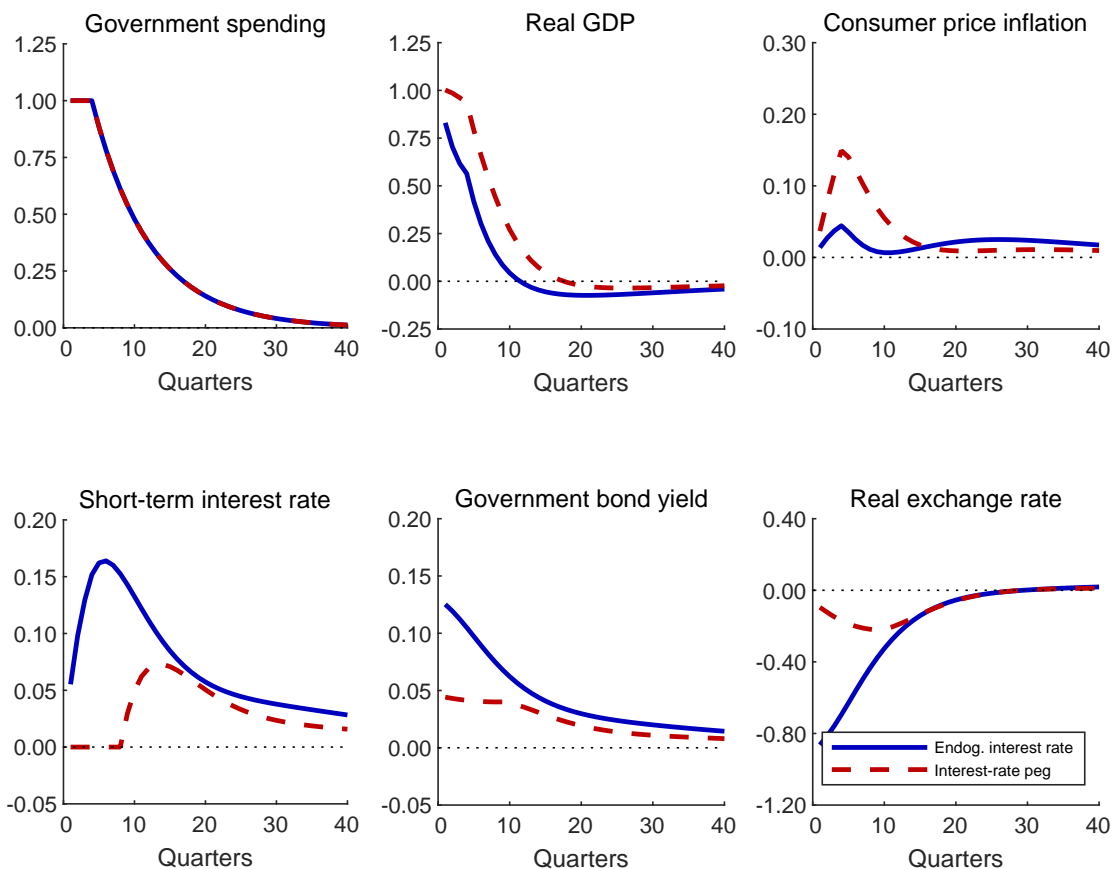 Government spending
1.25
1.00
0.75
0.50
0.25
0.00
0 10 20 30 40
Quarters
Real GDP
1.25
1.00
0.75
0.50
0.25
0.00
-0.25
0 10 20 30 40
Quarters
Consumer price inflation
0.30
0.20
0.10
0.00
-0.10
0 10 20 30 40
Quarters
Short-term interest rate
0.20
0.15
0.10
0.05
0.00
-0.05
0 10 20 30 40
Quarters
Government bond yield
0.20
0.15
0.10
0.05
0.00
-0.05
0 10 20 30 40
Quarters
Real exchange rate
0.40
0.00
-0.40
-0.80
-1.20
Endog. interest rate
Interest-rate peg
0 10 20 30 40
Quarters